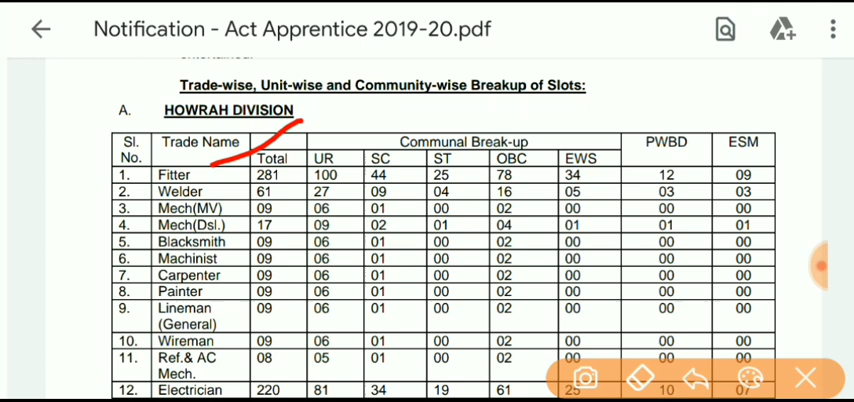 Notification - Act Apprentice 2019-20.pdf
Trade-wise, Unit-wise and Community-wise Breakup of Slots:
A. HOWRAH DIVISION
Sl. No. Trade Name Communal Break-up PWBD ESM
Total UR SC ST OBC EWS
1. Fitter 281 100 44 25 78 34 12 09
2. Welder 61 27 09 04 16 05 03 03
3. Mech(MV) 09 06 01 00 02 00 00 00
4. Mech(Dsl.) 17 09 02 01 04 01 01 01
5. Blacksmith 09 06 01 00 02 00 00 00
6. Machinist 09 06 01 00 02 00 00 00
7. Carpenter 09 06 01 00 02 00 00 00
8. Painter 09 06 01 00 02 00 00 00
9. Lineman 09 06 01 00 02 00 00 00
(General)
10. Wireman 09 06 01 00 02 00 00 00
11. Ref.& AC 08 05 01 00 02 00 00 00
Mech.
12. Electrician 220 81 34 19 61 25 10 07